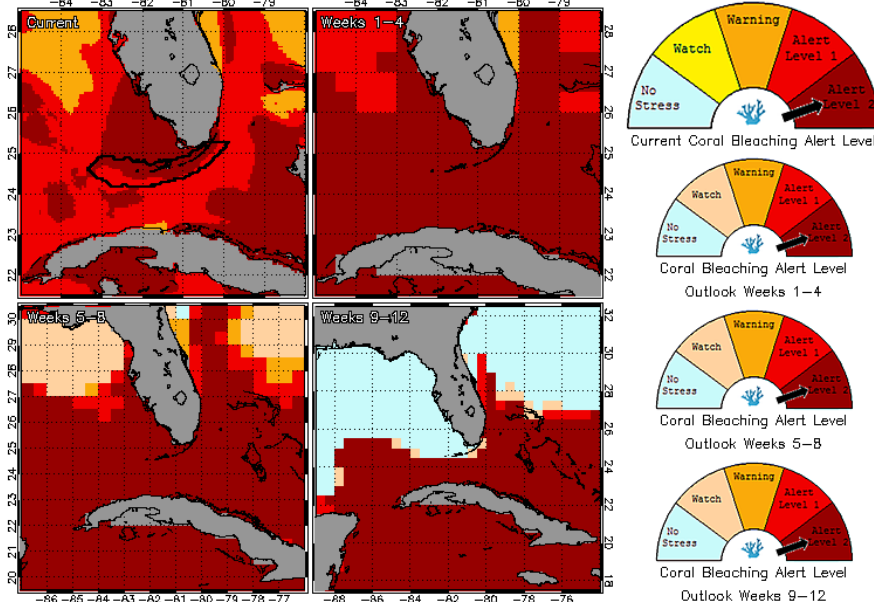 −84 −83 −82 −81 −80 −79
Current
28
27
26
25
24
23
22
−84 −83 −82 −81 −80 −79
Weeks 1−4
28
27
26
25
24
23
22
No
Stress
Watch
Warning
Alert
Level 1
Alert
Level 2
Current Coral Bleaching Alert Level
No
Stress
Watch
Warning
Alert
Level 1
Alert
Level 2
Coral Bleaching Alert Level
Outlook Weeks 1−4
Weeks 5−8
30
29
28
27
26
25
24
23
22
21
20
−86 −85 −84 −83 −82 −81 −80 −79 −78 −77
Weeks 9−12
32
30
28
26
24
22
20
18
−88 −86 −84 −82 −80 −78 −76
No
Stress
Watch
Warning
Alert
Level 1
Alert
Level 2
Coral Bleaching Alert Level
Outlook Weeks 5−8
No
Stress
Watch
Warning
Alert
Level 1
Alert
Level 2
Coral Bleaching Alert Level
Outlook Weeks 9−12